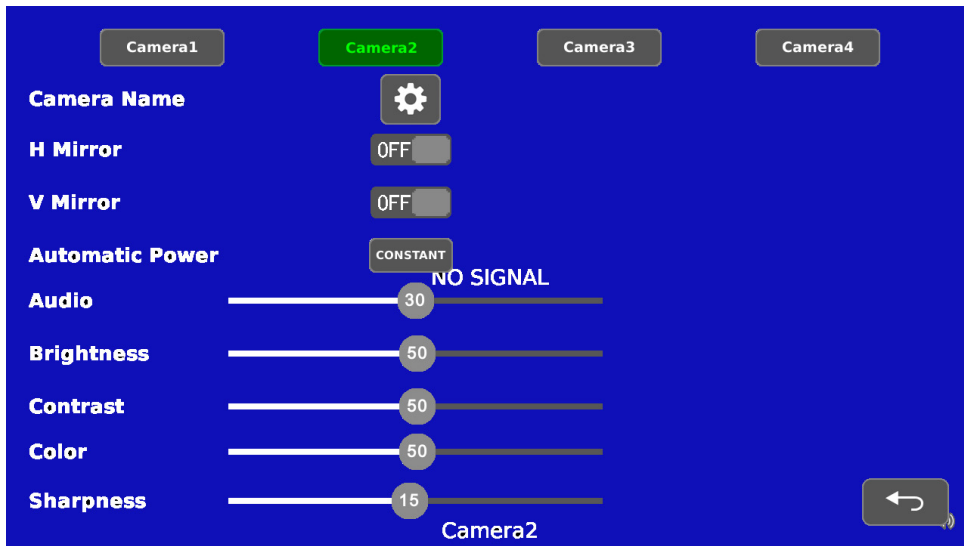 Camera1 Camera2 Camera3 Camera4
Camera Name
H Mirror OFF
V Mirror OFF
Automatic Power CONSTANT
NO SIGNAL
Audio 30
Brightness 50
Contrast 50
Color 50
Sharpness 15
Camera2